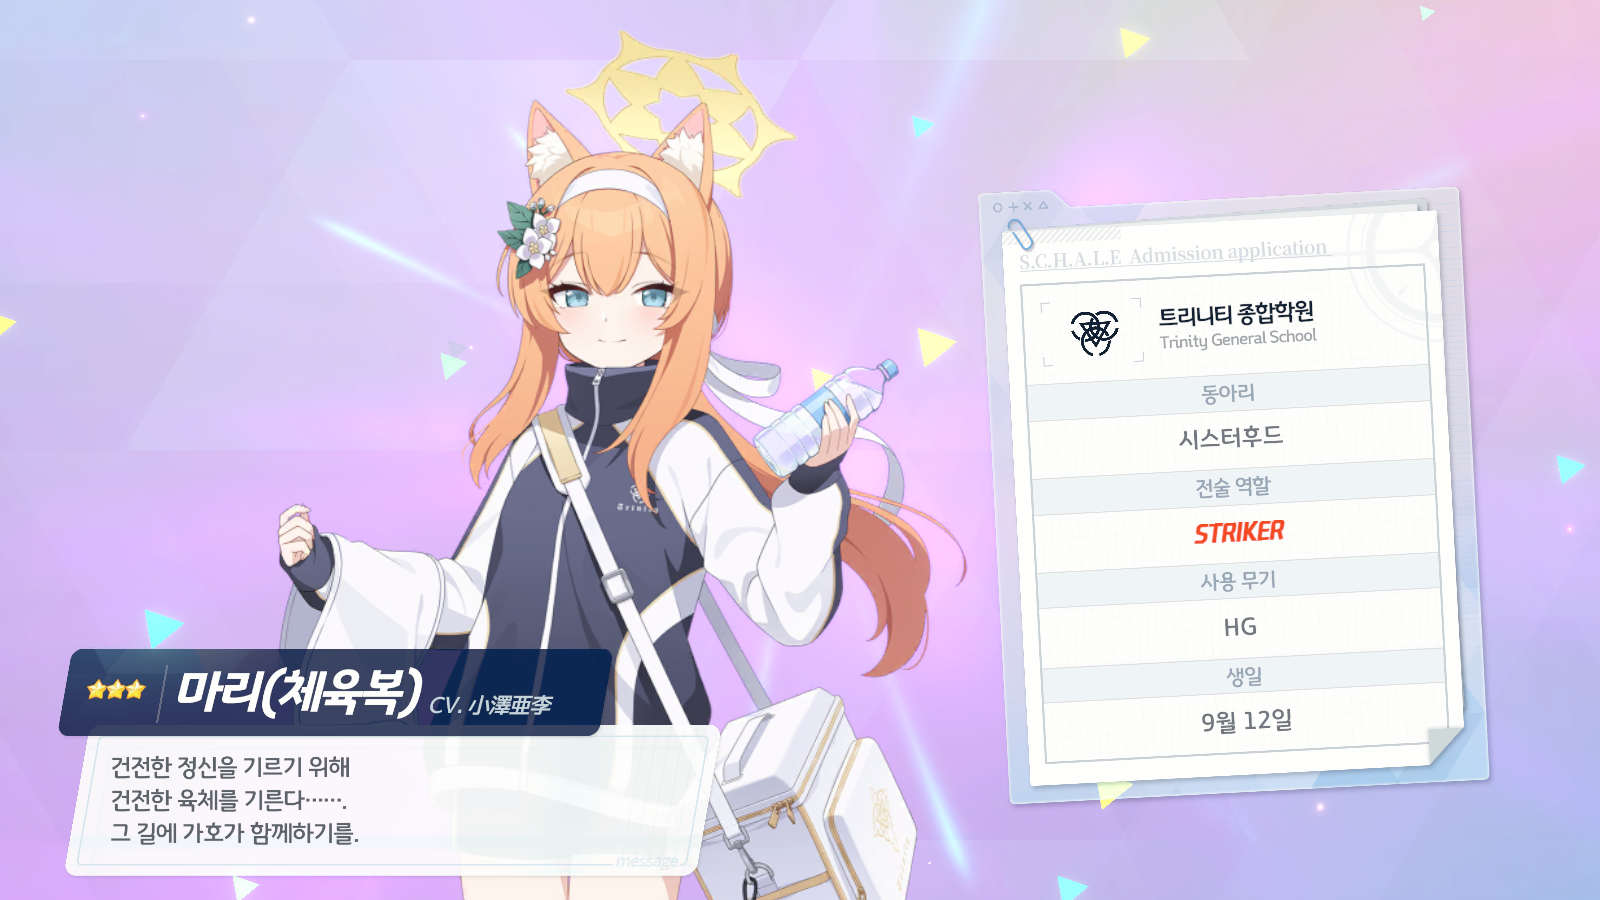 S.C.H.A.L.E Admission application
트리니티 종합학원
Trinity General School
동아리
시스터후드
전술 역할
STRIKER
사용 무기
HG
생일
9월 12일
Trinity
마리(체육복) CV. 小澤亜李
건전한 정신을 기르기 위해
건전한 육체를 기른다…….
그 길에 가호가 함께하기를.
message